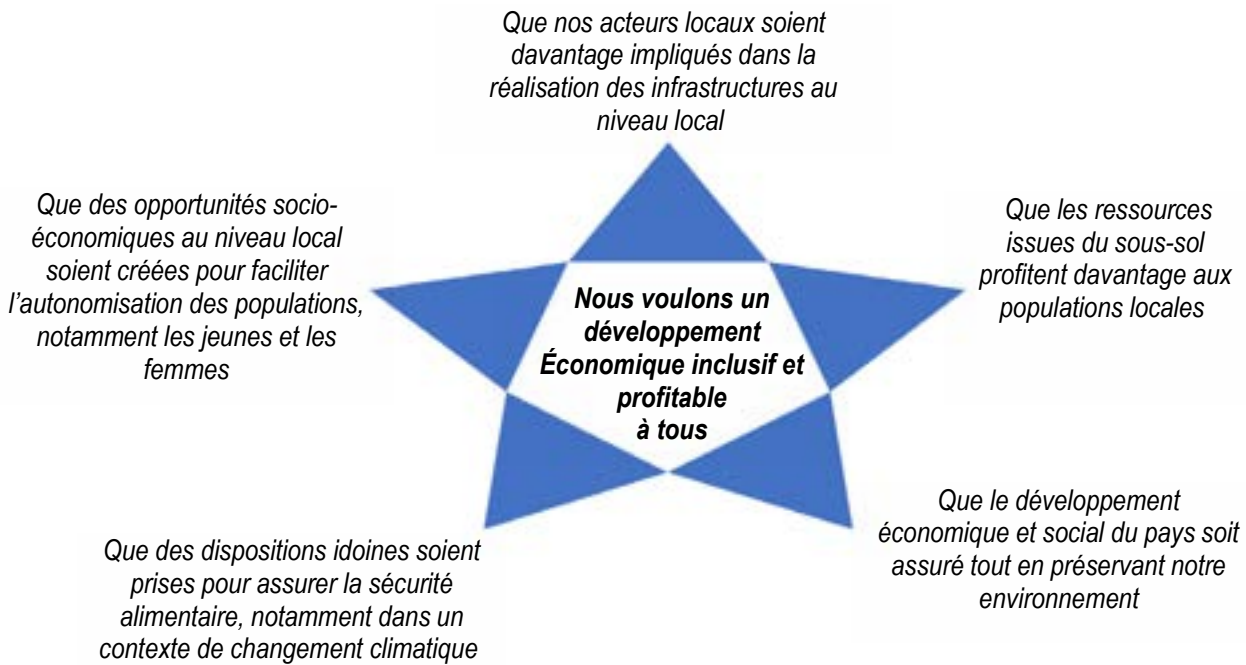 Que nos acteurs locaux soient
davantage impliqués dans la
réalisation des infrastructures au
niveau local
Que des opportunités socio-
économiques au niveau local
soient créées pour faciliter
l'autonomisation des populations,
notamment les jeunes et les
femmes
Que les ressources
issues du sous-sol
profitent davantage aux
populations locales
Nous voulons un
développement
Économique inclusif et
profitable
à tous
Que des dispositions idoines soient
prises pour assurer la sécurité
alimentaire, notamment dans un
contexte de changement climatique
Que le développement
économique et social du pays soit
assuré tout en préservant notre
environnement